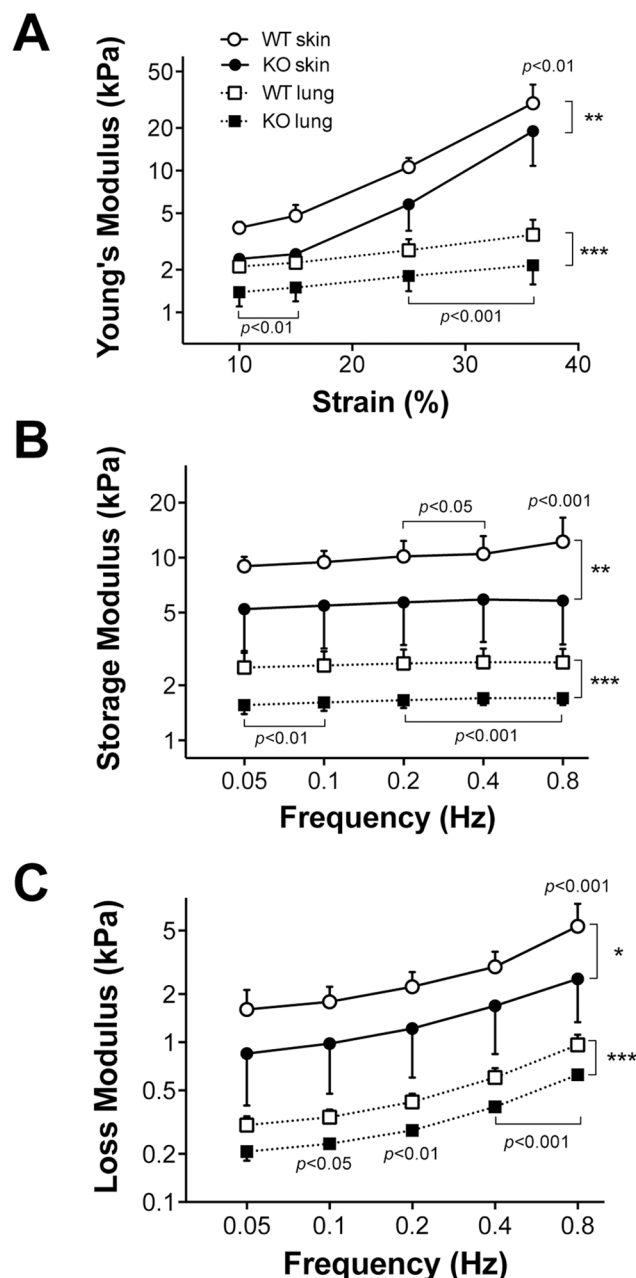 A
WT skin
KO skin
WT lung
KO lung
Young's Modulus (kPa)
50
20
10
5
2
1
p<0.01
**
***
p<0.01
p<0.001
10
20
30
40
Strain (%)
B
Storage Modulus (kPa)
20
10
5
2
1
p<0.05
p<0.001
**
***
p<0.01
p<0.001
0.05
0.1
0.2
0.4
0.8
Frequency (Hz)
C
Loss Modulus (kPa)
5
2
1
0.5
0.2
0.1
p<0.001
*
***
p<0.05
p<0.01
p<0.001
0.05
0.1
0.2
0.4
0.8
Frequency (Hz)